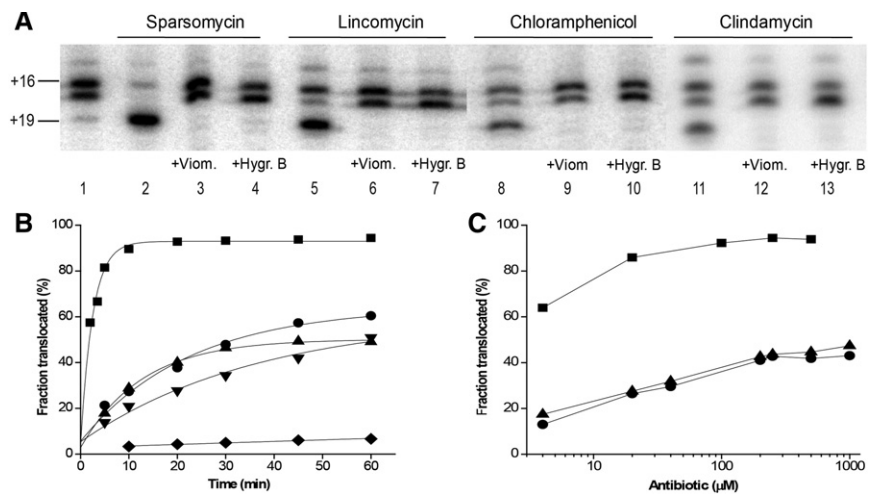 A
Sparsomycin Lincomycin Chloramphenicol Clindamycin
+16
+19
+Viom. +Hygr. B +Viom. +Hygr. B +Viom +Hygr. B +Viom. +Hygr. B
1 2 3 4 5 6 7 8 9 10 11 12 13
B
Fraction translocated (%)
100
80
60
40
20
0
0 10 20 30 40 50 60
Time (min)
C
Fraction translocated (%)
100
80
60
40
20
0
10 100 1000
Antibiotic (μM)